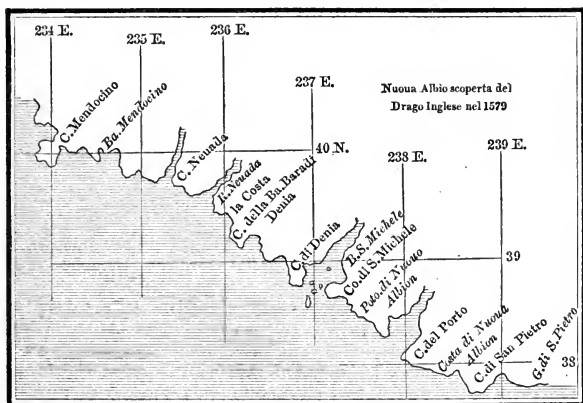 234 E.
235 E.
236 E.
237 E.
Nuoua Albio scoperta del
Drago Inglese nel 1579
238 E.
239 E.
C. Mendocino
Ba. Mendocino
40 N.
C. Neuada
R. Neuada
la Costa
C. della Ba. Baradi
Denia
C. di Denia
B. S. Michele
Co. di S. Michele
Poto. di Nuouo
Albion
39
C. del Porto
Costa di Nuoua
Albion
C. di San Pietro
G. di S. Pietro
38